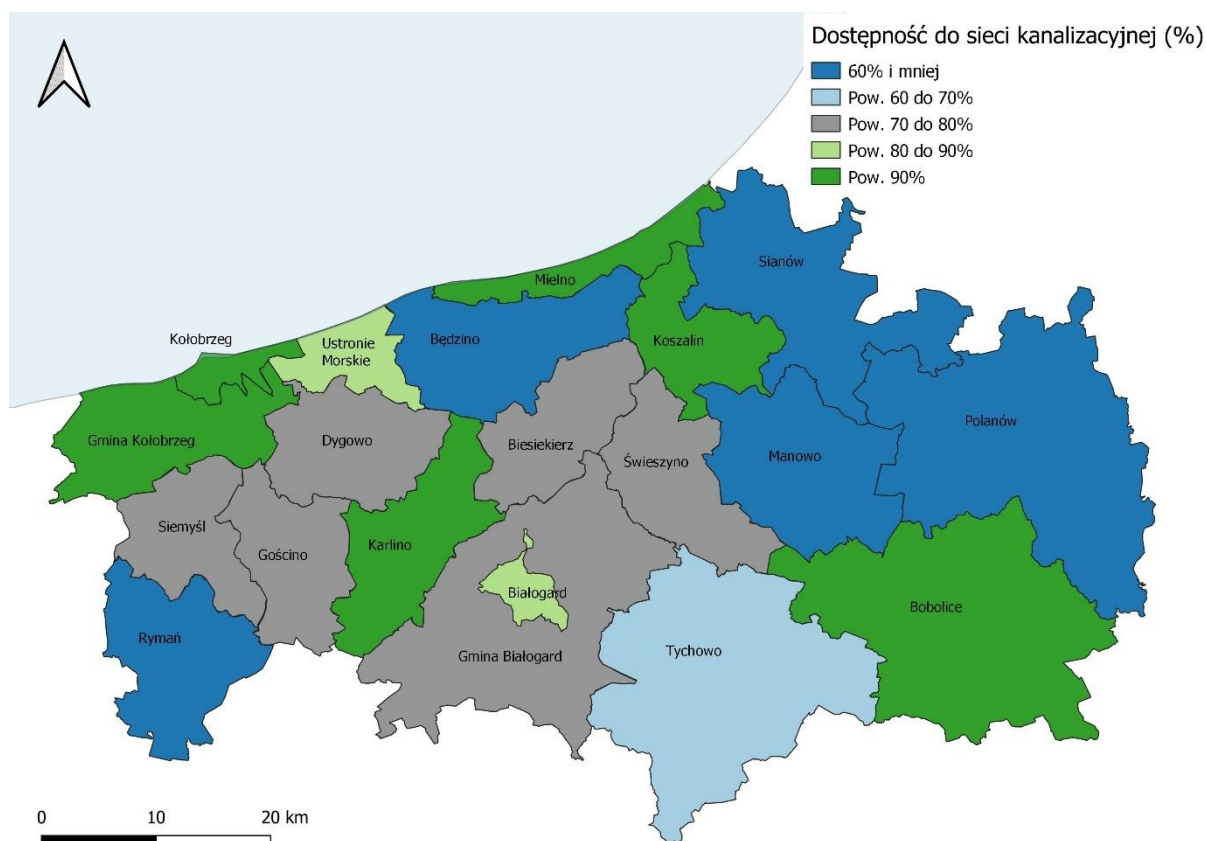 Dostępność do sieci kanalizacyjnej (%)
60% i mniej
Pow. 60 do 70%
Pow. 70 do 80%
Pow. 80 do 90%
Pow. 90%
Sianów
Mielno
Kołobrzeg
Ustronie
Morskie
Będzino
Koszalin
Polanów
Gmina Kołobrzeg
Dygowo
Biesiekierz
Świeszyno
Manowo
Siemyśl
Gościno
Karlino
Białogard
Bobolice
Rymań
Gmina Białogard
Tychowo
0 10 20 km